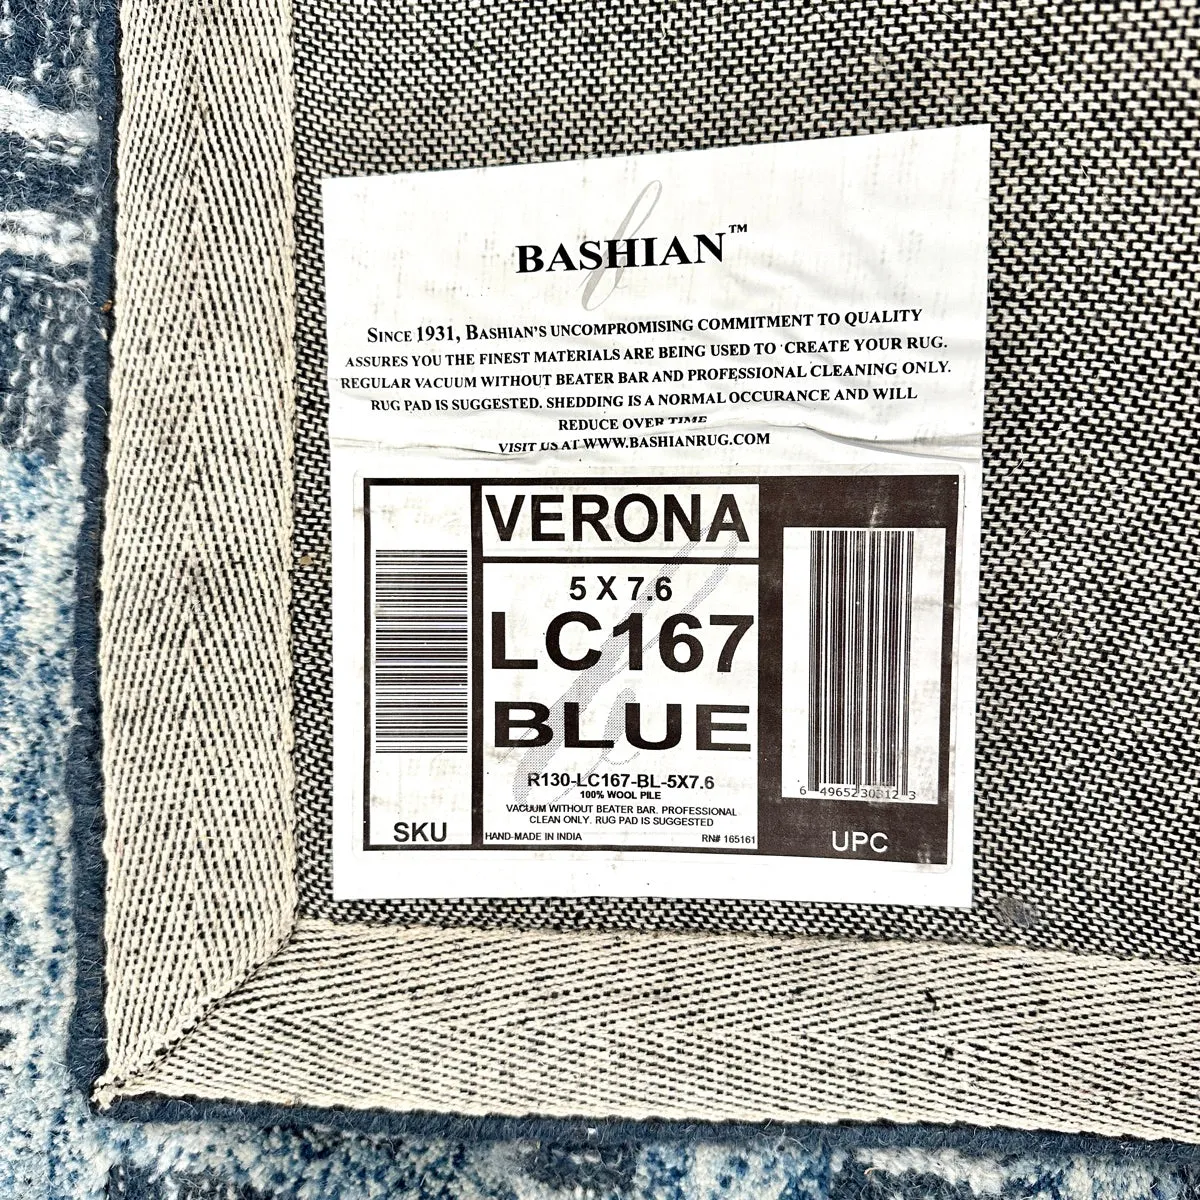 BASHIAN™
SINCE 1931, BASHIAN'S UNCOMPROMISING COMMITMENT TO QUALITY
ASSURES YOU THE FINEST MATERIALS ARE BEING USED TO CREATE YOUR RUG.
REGULAR VACUUM WITHOUT BEATER BAR AND PROFESSIONAL CLEANING ONLY.
RUG PAD IS SUGGESTED. SHEDDING IS A NORMAL OCCURANCE AND WILL
REDUCE OVER TIME
VISIT US AT WWW.BASHIANRUG.COM
VERONA
5 X 7.6
LC167
BLUE
R130-LC167-BL-5X7.6
100% WOOL PILE
VACUUM WITHOUT BEATER BAR. PROFESSIONAL
CLEAN ONLY. RUG PAD IS SUGGESTED
HAND-MADE IN INDIA
RN# 165161
SKU
6 49652 30312 3
UPC